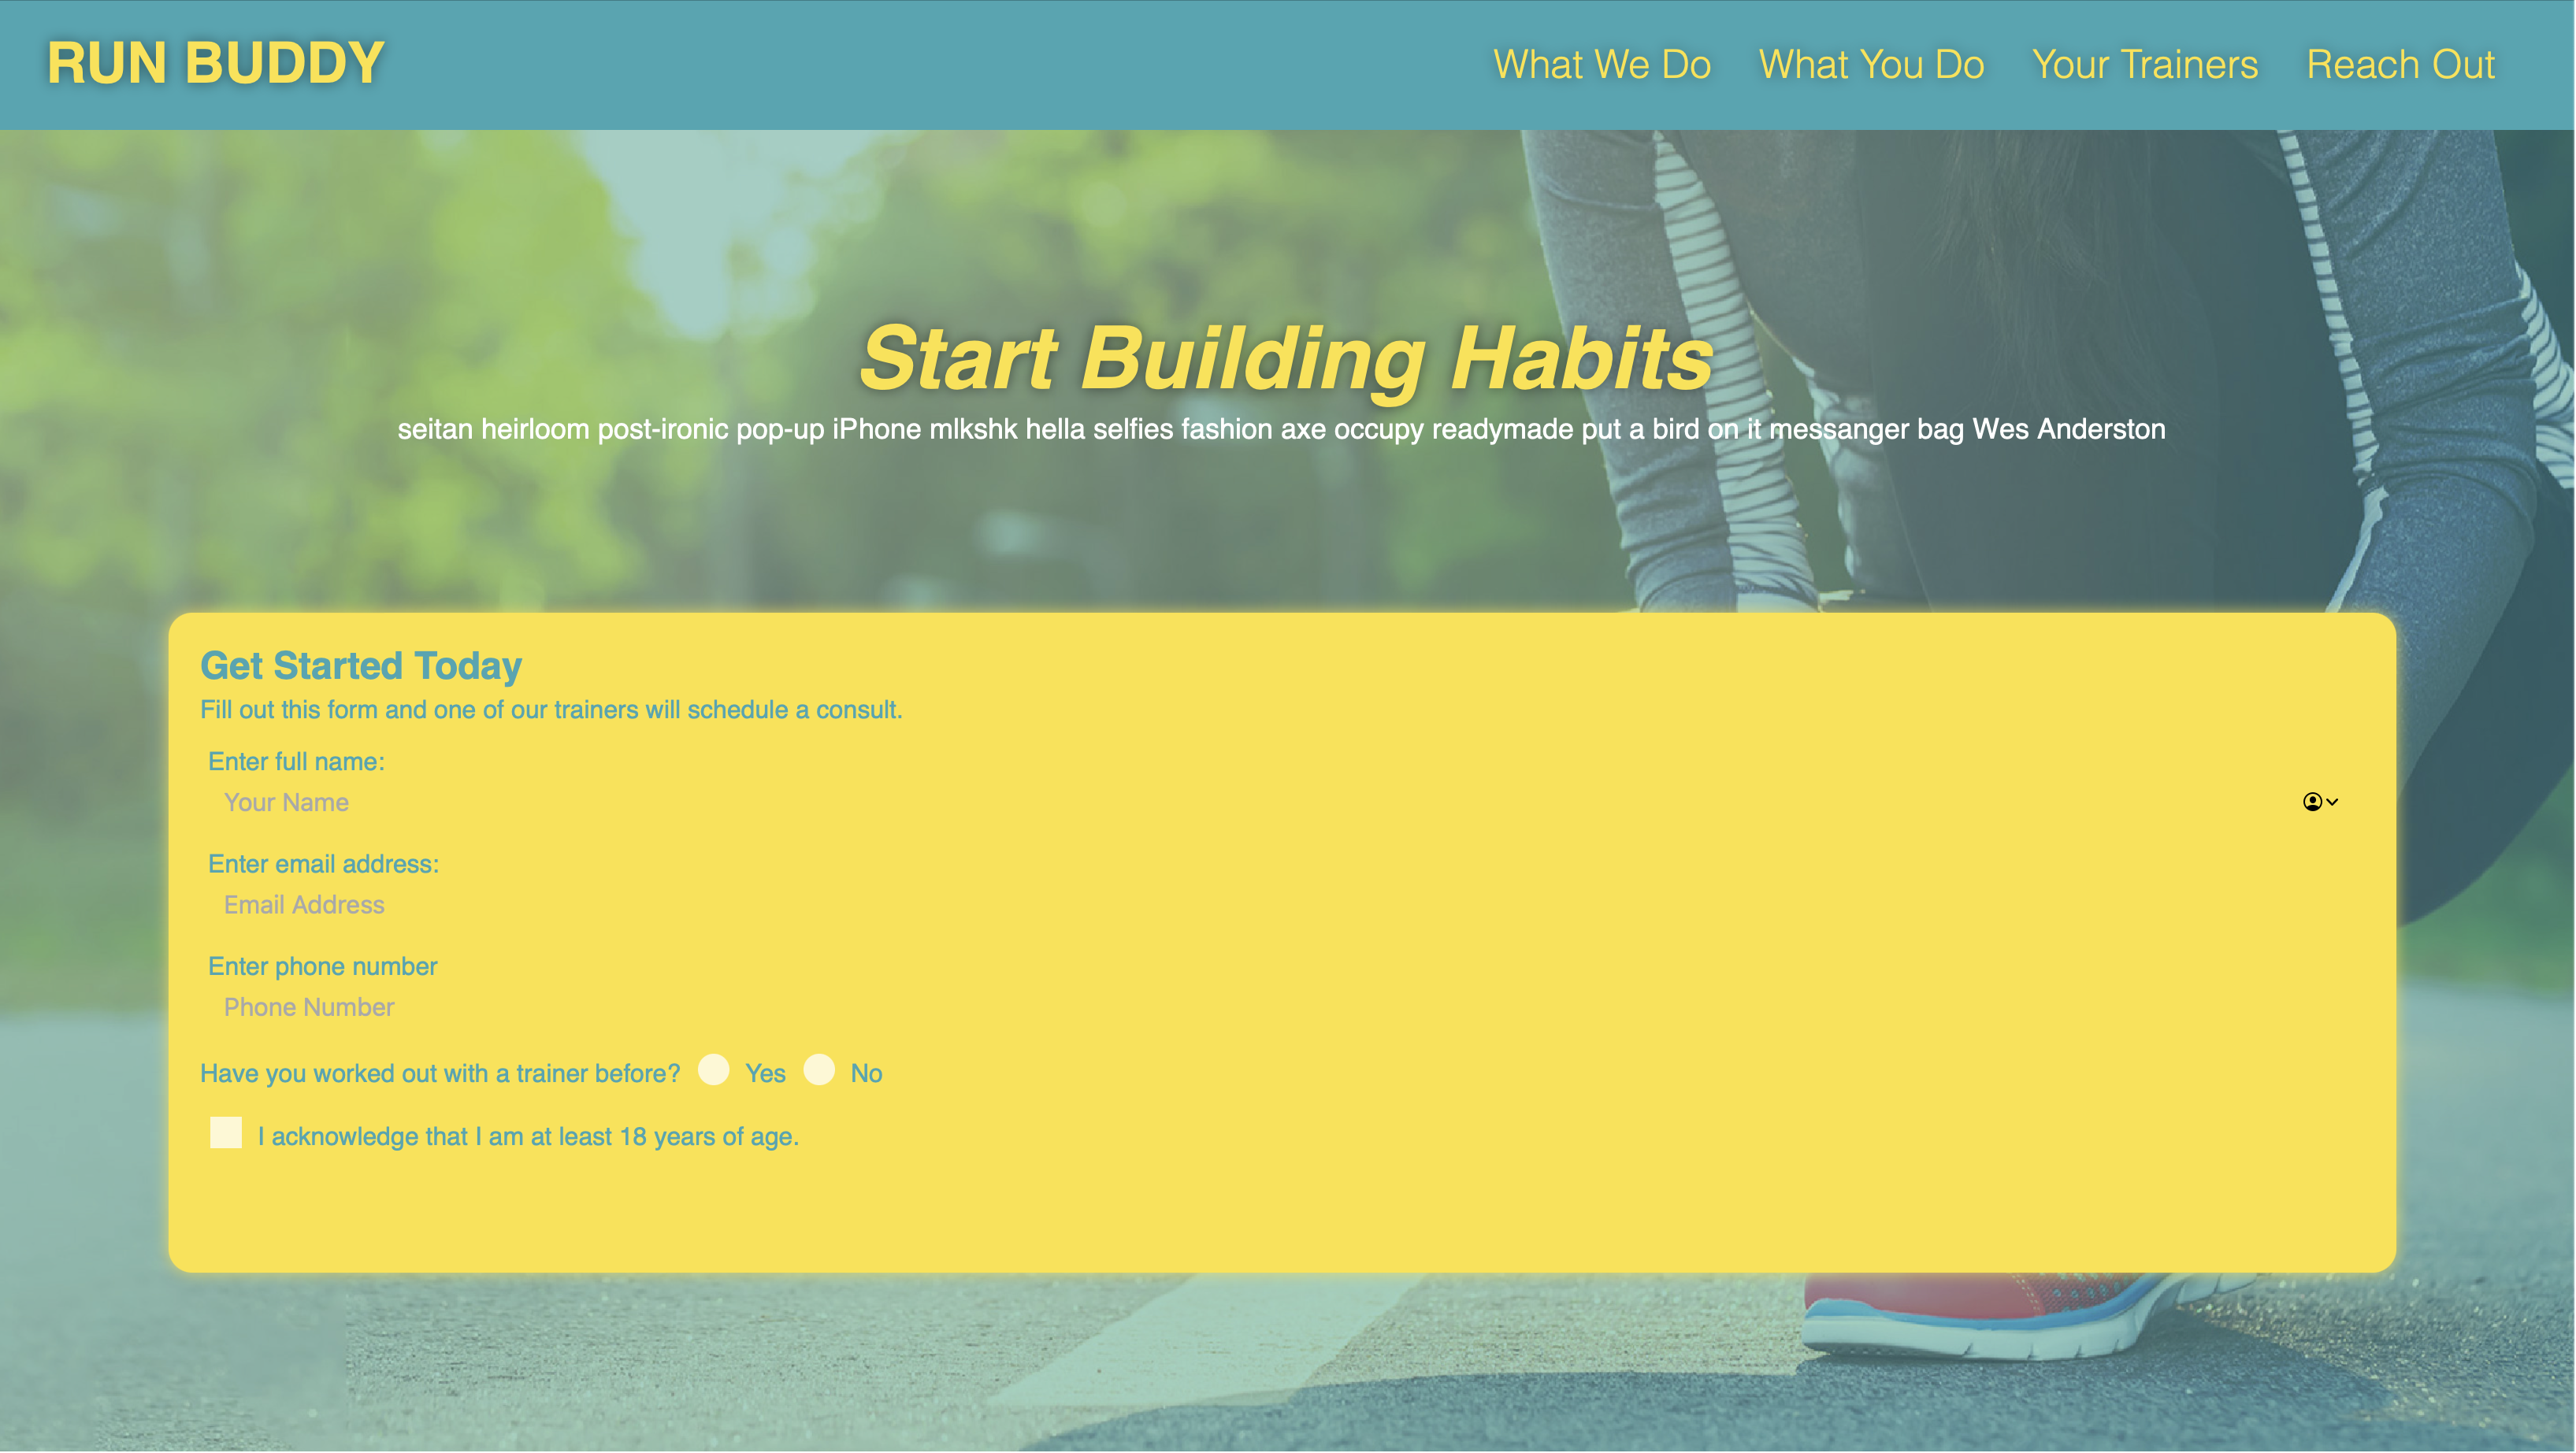 RUN BUDDY
What We Do What You Do Your Trainers Reach Out
Start Building Habits
seitan heirloom post-ironic pop-up iPhone mlkshk hella selfies fashion axe occupy readymade put a bird on it messanger bag Wes Anderston
Get Started Today
Fill out this form and one of our trainers will schedule a consult.
Enter full name:
Your Name
Enter email address:
Email Address
Enter phone number
Phone Number
Have you worked out with a trainer before? Yes No
I acknowledge that I am at least 18 years of age.